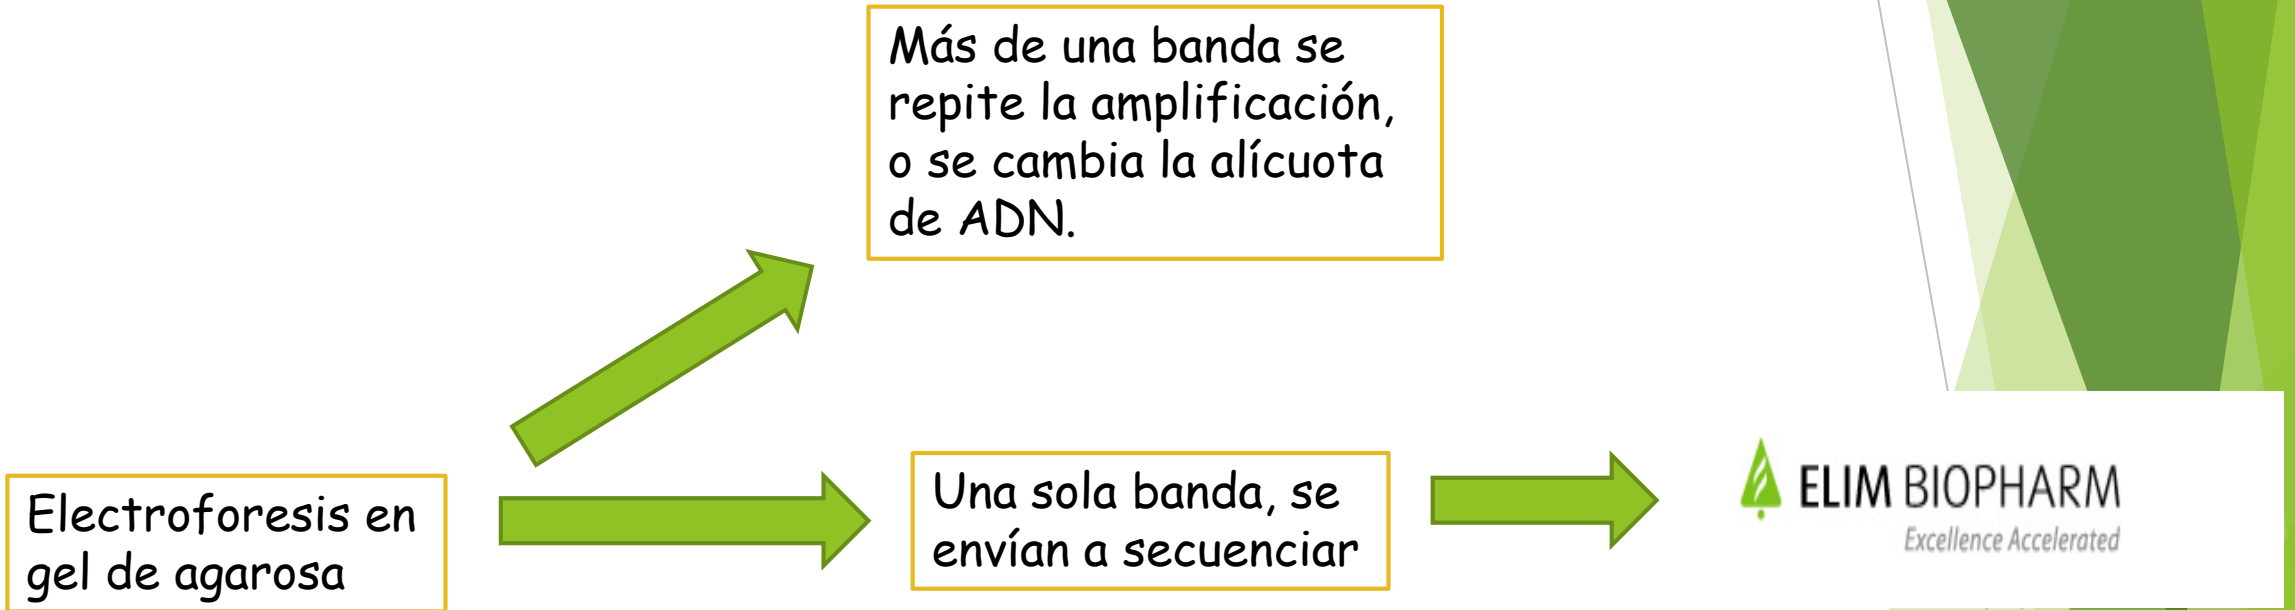 Más de una banda se
repite la amplificación,
o se cambia la alícuota
de ADN.
Electroforesis en
gel de agarosa
Una sola banda, se
envían a secuenciar
ELIM BIOPHARM
Excellence Accelerated